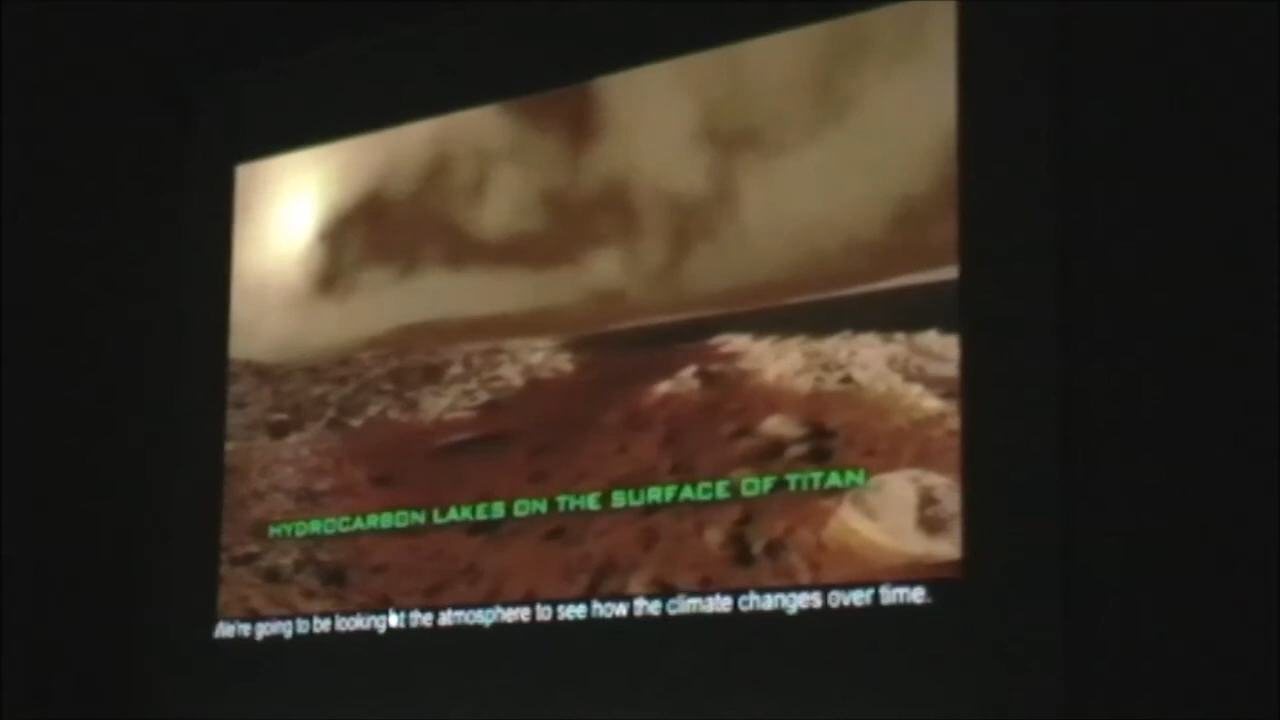 HYDROCARBON LAKES ON THE SURFACE OF TITAN.
We're going to be looking at the atmosphere to see how the climate changes over time.